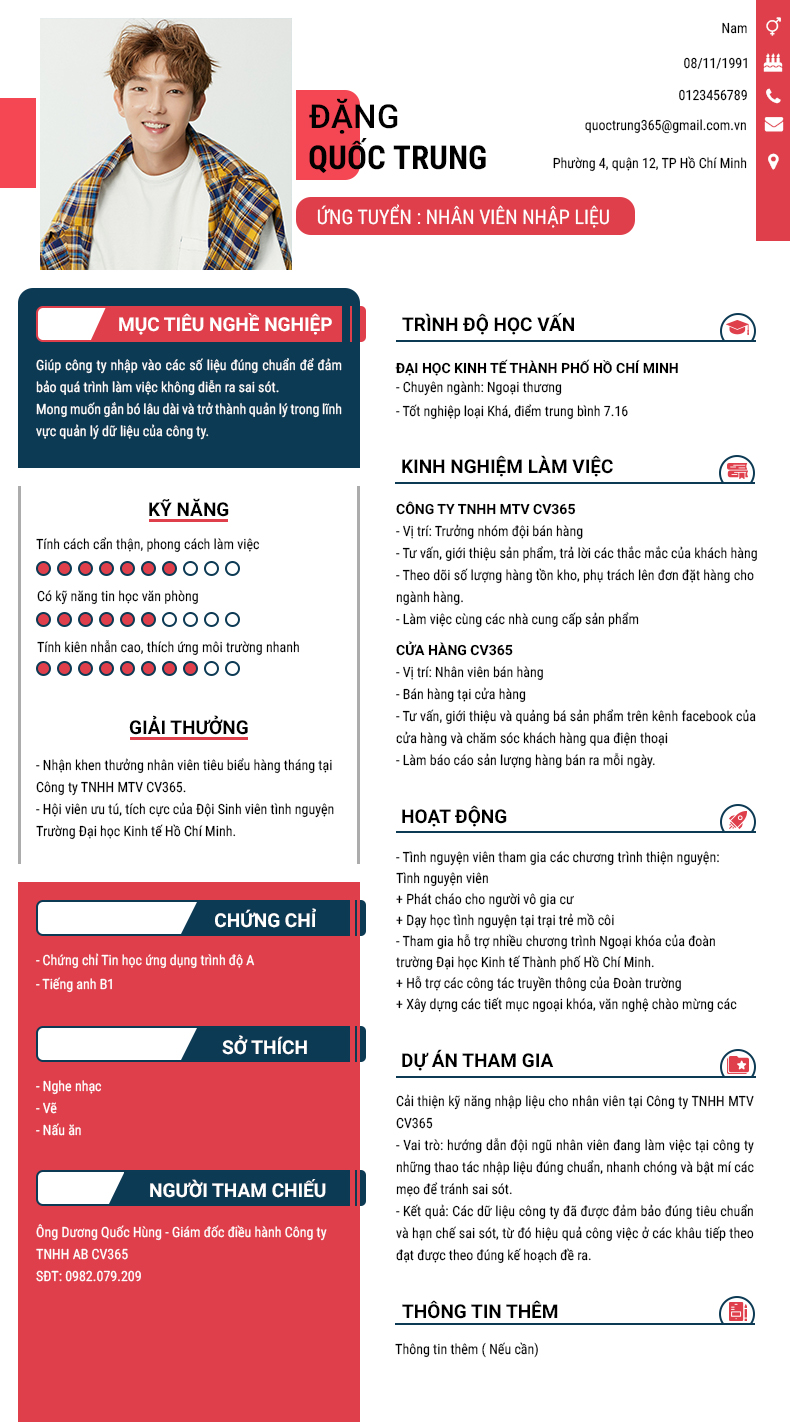 Nam
08/11/1991
0123456789
quoctrung365@gmail.com.vn
Phường 4, quận 12, TP Hồ Chí Minh
ĐẶNG
QUỐC TRUNG
ỨNG TUYỂN : NHÂN VIÊN NHẬP LIỆU
MỤC TIÊU NGHỀ NGHIỆP
Giúp công ty nhập vào các số liệu đúng chuẩn để đảm
bảo quá trình làm việc không diễn ra sai sót.
Mong muốn gắn bó lâu dài và trở thành quản lý trong lĩnh
vực quản lý dữ liệu của công ty.
KỸ NĂNG
Tính cách cẩn thận, phong cách làm việc
Có kỹ năng tin học văn phòng
Tính kiên nhẫn cao, thích ứng môi trường nhanh
GIẢI THƯỞNG
- Nhận khen thưởng nhân viên tiêu biểu hàng tháng tại
Công ty TNHH MTV CV365.
- Hội viên ưu tú, tích cực của Đội Sinh viên tình nguyện
Trường Đại học Kinh tế Hồ Chí Minh.
CHỨNG CHỈ
- Chứng chỉ Tin học ứng dụng trình độ A
- Tiếng anh B1
SỞ THÍCH
- Nghe nhạc
- Vẽ
- Nấu ăn
NGƯỜI THAM CHIẾU
Ông Dương Quốc Hùng - Giám đốc điều hành Công ty
TNHH AB CV365
SĐT: 0982.079.209
TRÌNH ĐỘ HỌC VẤN
ĐẠI HỌC KINH TẾ THÀNH PHỐ HỒ CHÍ MINH
- Chuyên ngành: Ngoại thương
- Tốt nghiệp loại Khá, điểm trung bình 7.16
KINH NGHIỆM LÀM VIỆC
CÔNG TY TNHH MTV CV365
- Vị trí: Trưởng nhóm đội bán hàng
- Tư vấn, giới thiệu sản phẩm, trả lời các thắc mắc của khách hàng
- Theo dõi số lượng hàng tồn kho, phụ trách lên đơn đặt hàng cho
ngành hàng.
- Làm việc cùng các nhà cung cấp sản phẩm
CỬA HÀNG CV365
- Vị trí: Nhân viên bán hàng
- Bán hàng tại cửa hàng
- Tư vấn, giới thiệu và quảng bá sản phẩm trên kênh facebook của
cửa hàng và chăm sóc khách hàng qua điện thoại
- Làm báo cáo sản lượng hàng bán ra mỗi ngày.
HOẠT ĐỘNG
- Tình nguyện viên tham gia các chương trình thiện nguyện:
Tình nguyện viên
+ Phát cháo cho người vô gia cư
+ Dạy học tình nguyện tại trại trẻ mồ côi
- Tham gia hỗ trợ nhiều chương trình Ngoại khóa của đoàn
trường Đại học Kinh tế Thành phố Hồ Chí Minh.
+ Hỗ trợ các công tác truyền thông của Đoàn trường
+ Xây dựng các tiết mục ngoại khóa, văn nghệ chào mừng các
DỰ ÁN THAM GIA
Cải thiện kỹ năng nhập liệu cho nhân viên tại Công ty TNHH MTV
CV365
- Vai trò: hướng dẫn đội ngũ nhân viên đang làm việc tại công ty
những thao tác nhập liệu đúng chuẩn, nhanh chóng và bật mí các
mẹo để tránh sai sót.
- Kết quả: Các dữ liệu công ty đã được đảm bảo đúng tiêu chuẩn
và hạn chế sai sót, từ đó hiệu quả công việc ở các khâu tiếp theo
đạt được theo đúng kế hoạch đề ra.
THÔNG TIN THÊM
Thông tin thêm ( Nếu cần)